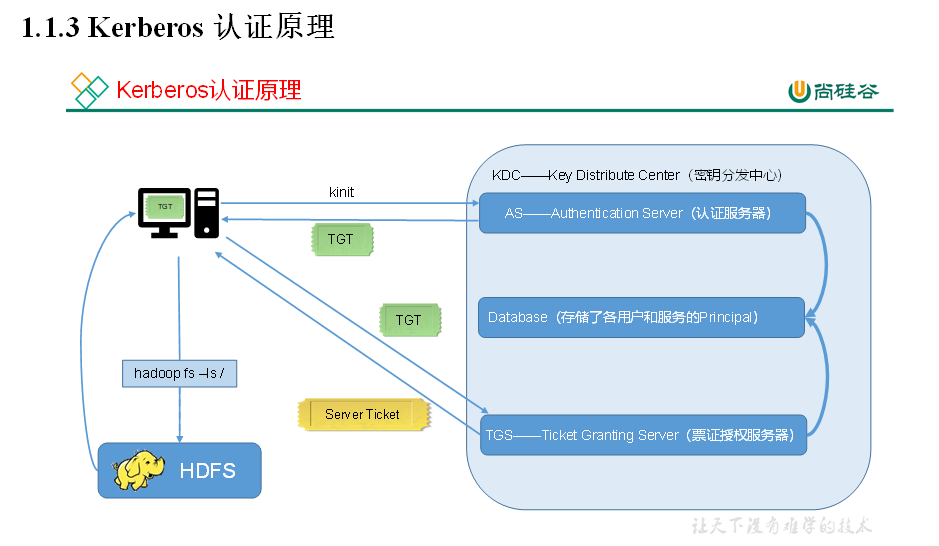 1.1.3 Kerberos 认证原理
Kerberos认证原理
尚硅谷
KDC——Key Distribute Center（密钥分发中心）
TGT
kinit
AS——Authentication Server（认证服务器）
TGT
TGT
Database（存储了各用户和服务的Principal）
hadoop fs –ls /
Server Ticket
TGS——Ticket Granting Server（票证授权服务器）
HDFS
让天下没有难学的技术